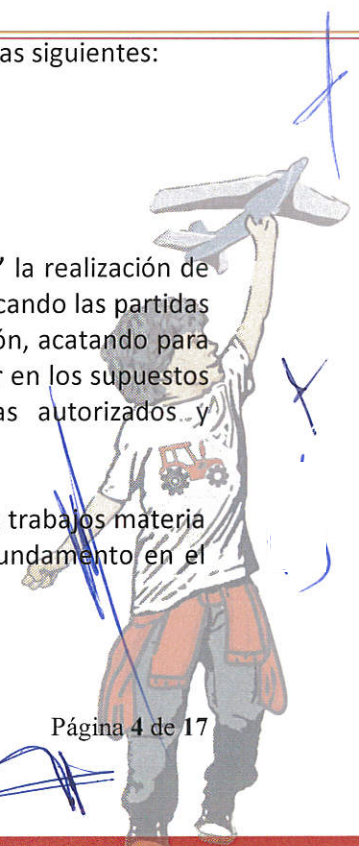 as siguientes:
” la realización de
cando las partidas
ón, acatando para
r en los supuestos
as autorizados y
trabajos materia
undamento en el
Página 4 de 17